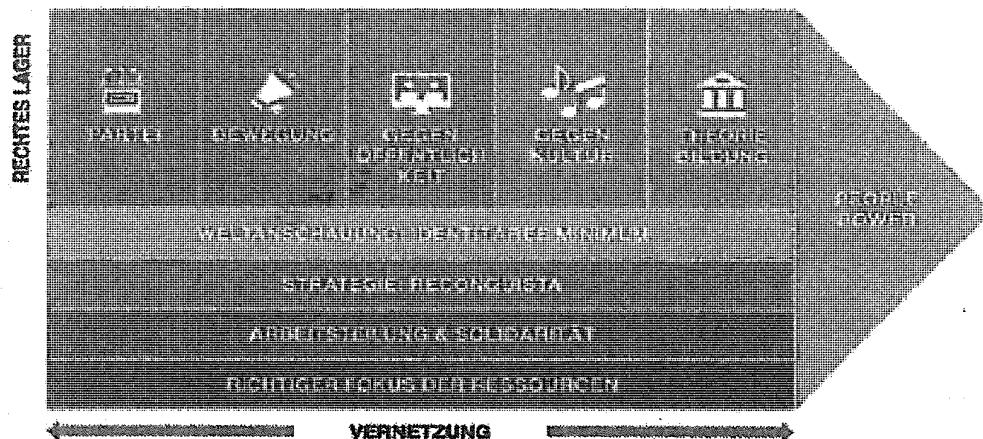 RECHTES LAGER
PARTEI
BEWEGUNG
GEGEN
ÖFFENTLICH
KEIT
GEGEN
KULTUR
THEORIE
BILDUNG
PEOPLE
POWER
WELTANSCHAUUNG: IDENTITÄRER MINIMUM
STRATEGIE: RECONQUISTA
ARBEITSTEILUNG & SOLIDARITÄT
RICHTIGER FOKUS DER RESSOURCEN
VERNETZUNG